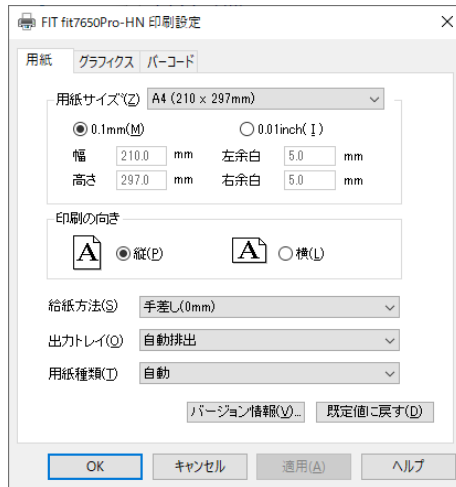 FIT fit7650Pro-HN 印刷設定
用紙 グラフィクス バーコード
用紙サイズ(Z) A4 (210 x 297mm)
0.1mm(M) 0.01inch( I )
幅 210.0 mm 左余白 5.0 mm
高さ 297.0 mm 右余白 5.0 mm
印刷の向き
A 縦(P) A 横(L)
給紙方法(S) 手差し(0mm)
出力トレイ(O) 自動排出
用紙種類(T) 自動
バージョン情報(V)... 既定値に戻す(D)
OK キャンセル 適用(A) ヘルプ